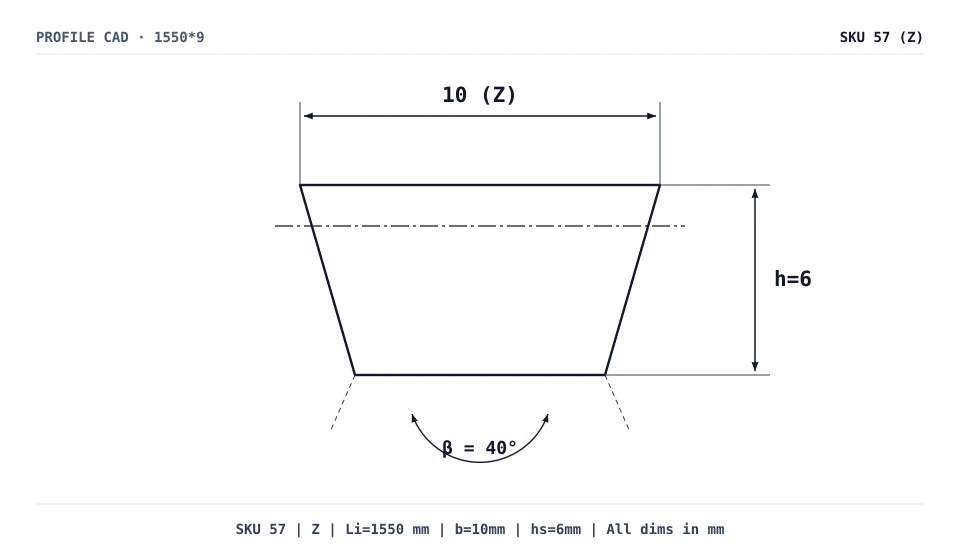 PROFILE CAD · 1550*9
SKU 57 (Z)
10 (Z)
h=6
β = 40°
SKU 57 | Z | Li=1550 mm | b=10mm | hs=6mm | All dims in mm